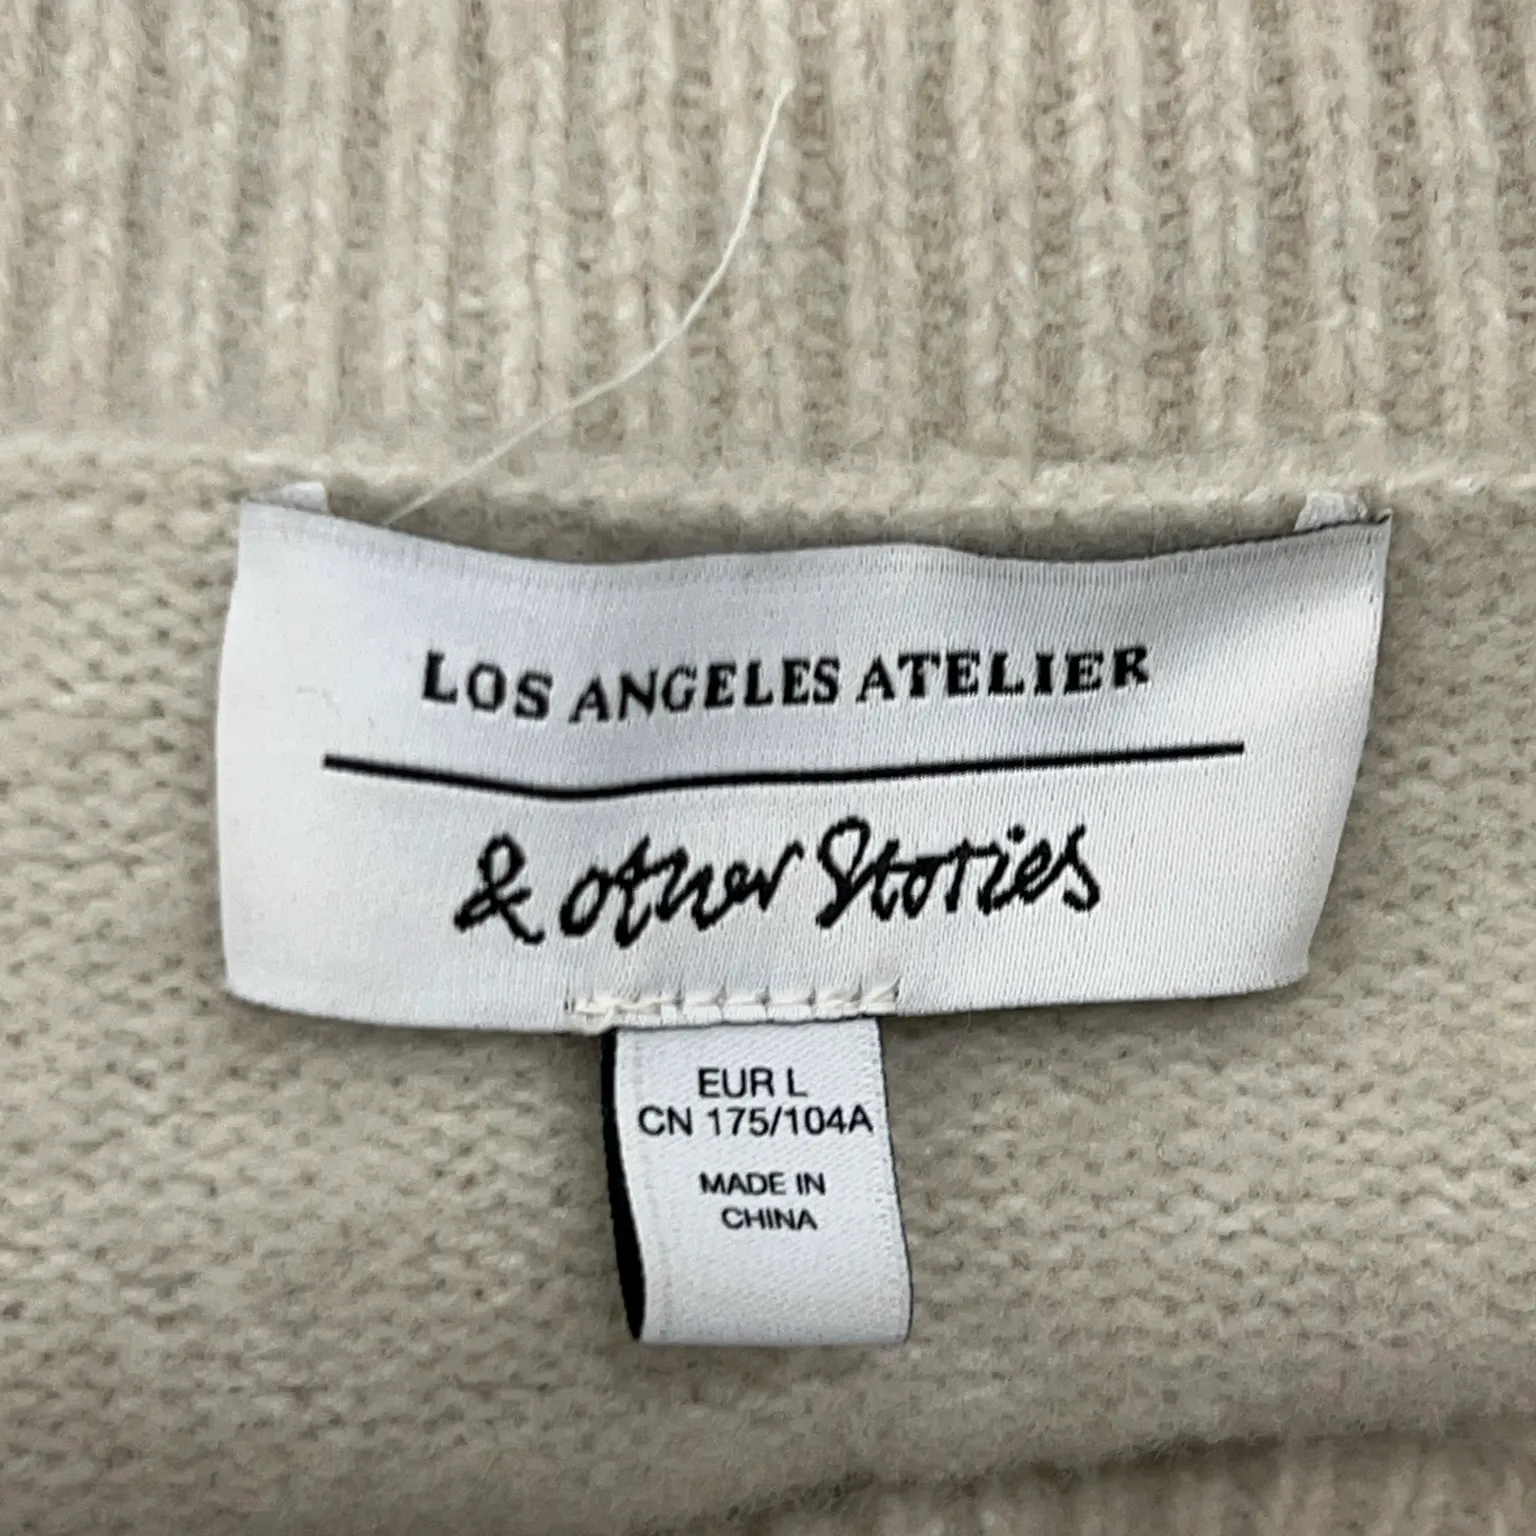 LOS ANGELES ATELIER
& other Stories
EUR L
CN 175/104A
MADE IN
CHINA